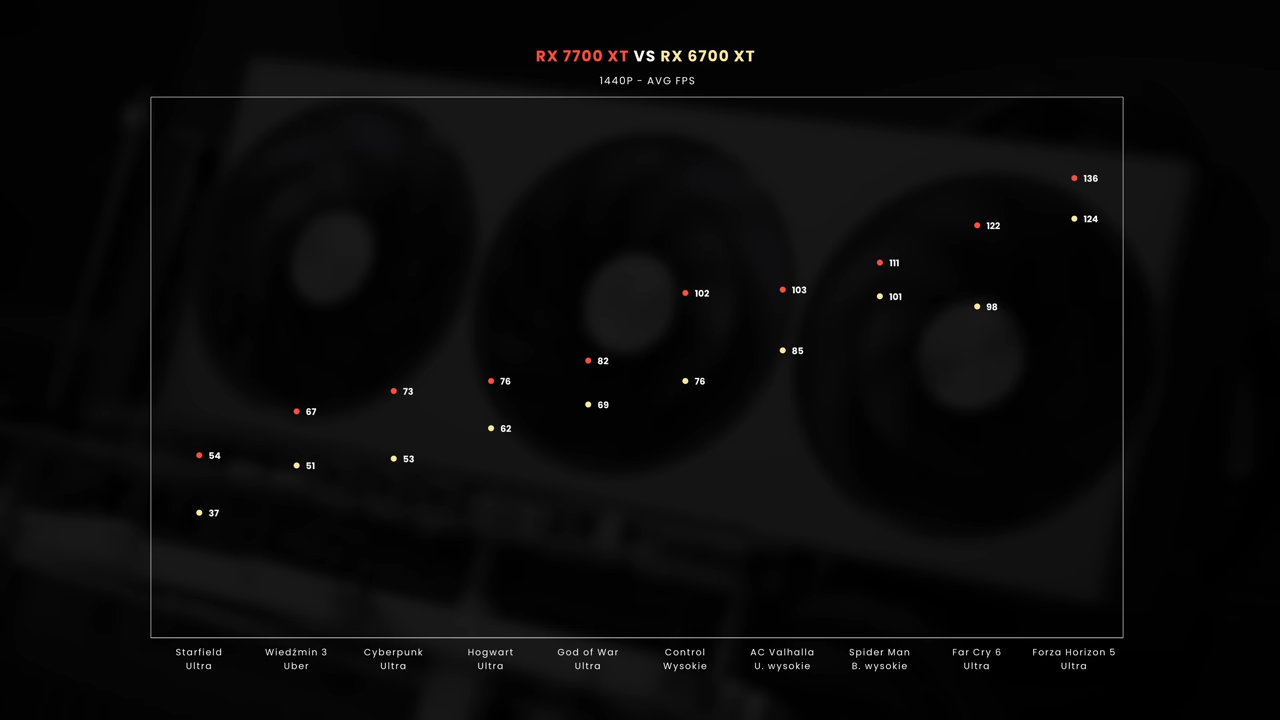 RX 7700 XT VS RX 6700 XT
1440P - AVG FPS
136
124
122
111
103
102
101
98
85
82
76
76
73
69
67
62
54
53
51
37
Starfield
Ultra
Wiedźmin 3
Uber
Cyberpunk
Ultra
Hogwart
Ultra
God of War
Ultra
Control
Wysokie
AC Valhalla
U. wysokie
Spider Man
B. wysokie
Far Cry 6
Ultra
Forza Horizon 5
Ultra